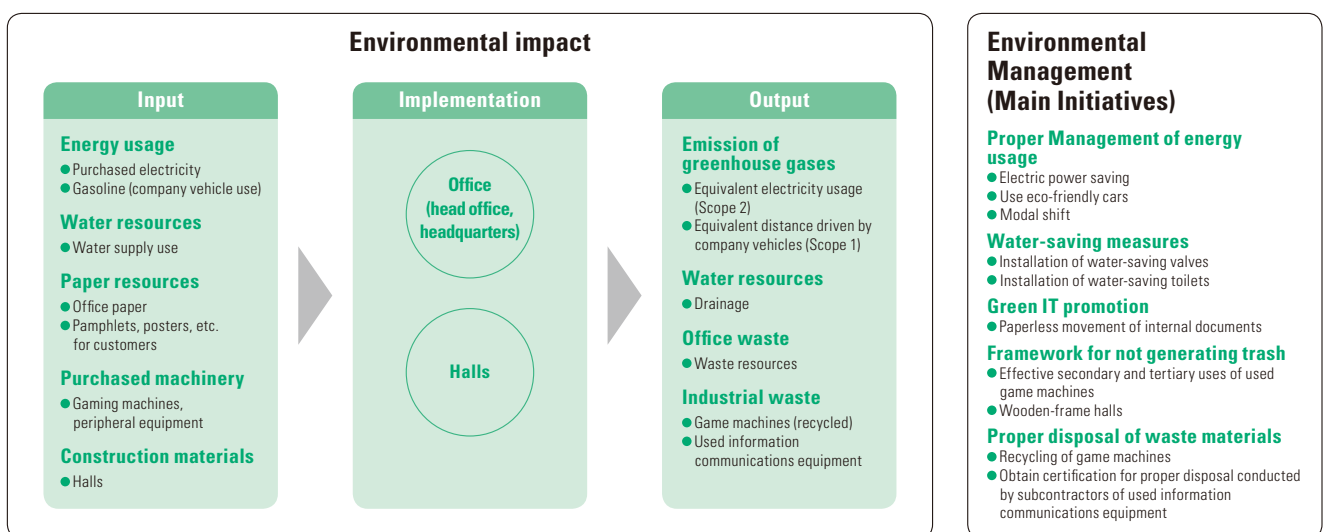 Environmental impact
Input
Energy usage
● Purchased electricity
● Gasoline (company vehicle use)
Water resources
● Water supply use
Paper resources
● Office paper
● Pamphlets, posters, etc.
for customers
Purchased machinery
● Gaming machines,
peripheral equipment
Construction materials
● Halls
Implementation
Office
(head office,
headquarters)
Halls
Output
Emission of
greenhouse gases
● Equivalent electricity usage
(Scope 2)
● Equivalent distance driven by
company vehicles (Scope 1)
Water resources
● Drainage
Office waste
● Waste resources
Industrial waste
● Game machines (recycled)
● Used information
communications equipment
Environmental
Management
(Main Initiatives)
Proper Management of energy
usage
● Electric power saving
● Use eco-friendly cars
● Modal shift
Water-saving measures
● Installation of water-saving valves
● Installation of water-saving toilets
Green IT promotion
● Paperless movement of internal documents
Framework for not generating trash
● Effective secondary and tertiary uses of used
game machines
● Wooden-frame halls
Proper disposal of waste materials
● Recycling of game machines
● Obtain certification for proper disposal conducted
by subcontractors of used information
communications equipment